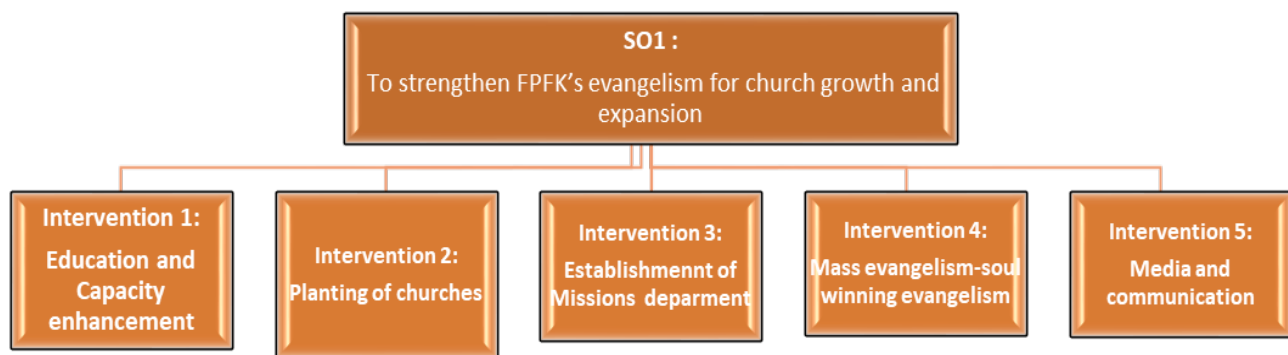 SO1 :
To strengthen FPFK’s evangelism for church growth and
expansion
Intervention 1:
Education and
Capacity
enhancement
Intervention 2:
Planting of churches
Intervention 3:
Establishmennt of
Missions deparment
Intervention 4:
Mass evangelism-soul
winning evangelism
Intervention 5:
Media and
communication